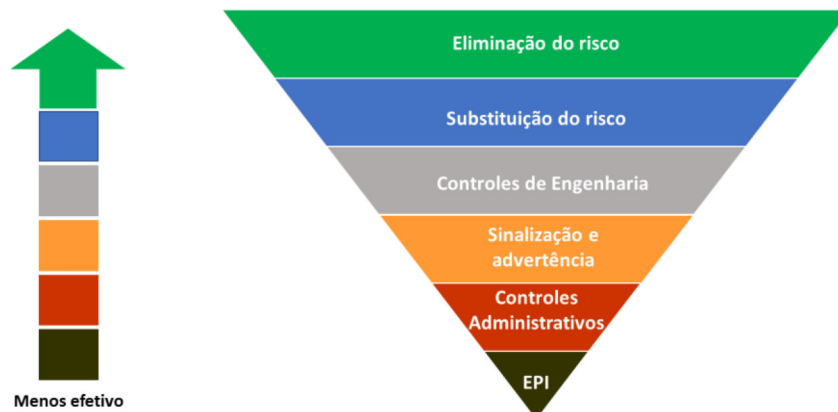 Eliminação do risco
Substituição do risco
Controles de Engenharia
Sinalização e
advertência
Controles
Administrativos
EPI
Menos efetivo